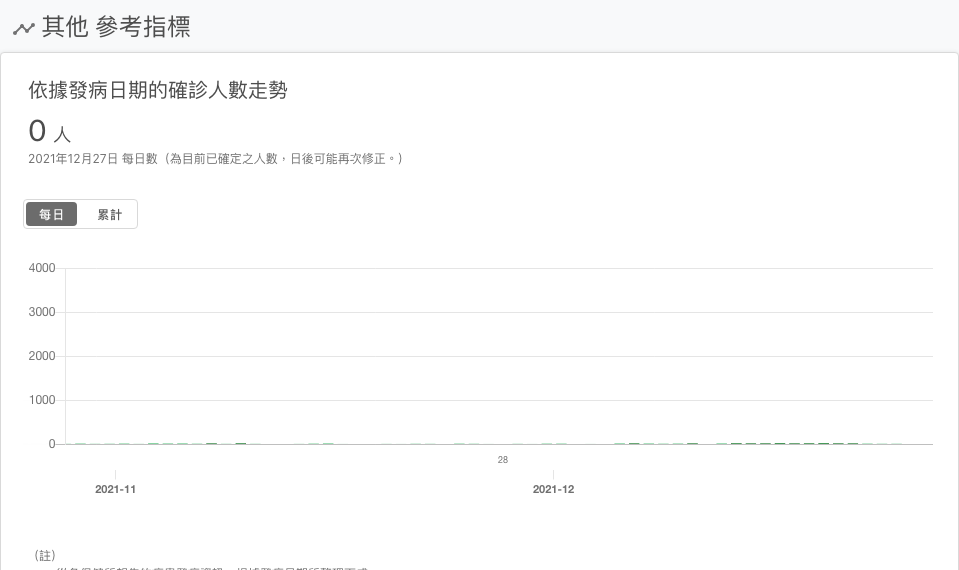 其他 參考指標
依據發病日期的確診人數走勢
0 人
2021年12月27日 每日數（為目前已確定之人數，日後可能再次修正。）
每日 累計
4000
3000
2000
1000
0
28
2021-11 2021-12
（註）